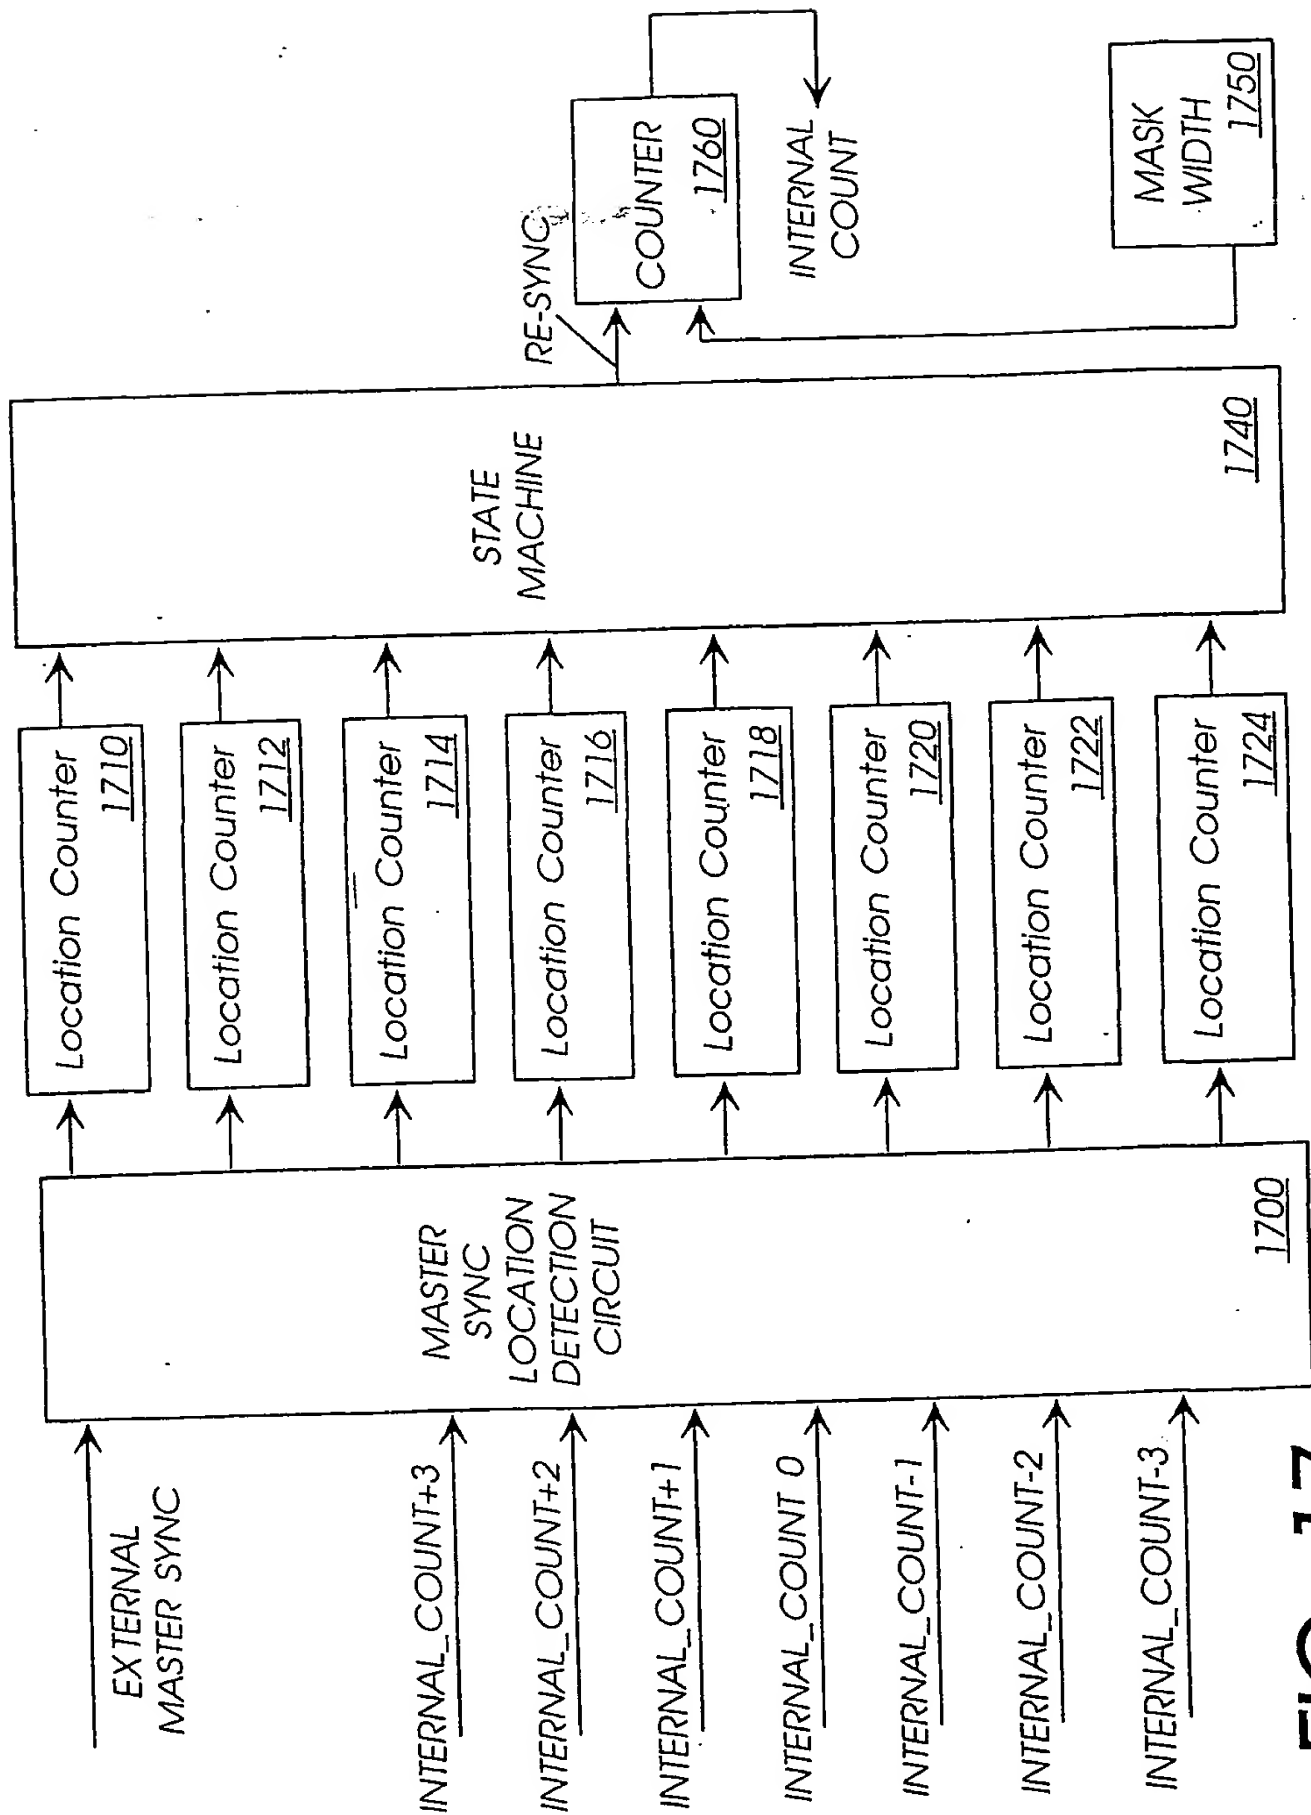 EXTERNAL
MASTER SYNC
INTERNAL_COUNT+3
INTERNAL_COUNT+2
INTERNAL_COUNT+1
INTERNAL_COUNT 0
INTERNAL_COUNT-1
INTERNAL_COUNT-2
INTERNAL_COUNT-3
MASTER
SYNC
LOCATION
DETECTION
CIRCUIT
1700
Location Counter
1710
Location Counter
1712
Location Counter
1714
Location Counter
1716
Location Counter
1718
Location Counter
1720
Location Counter
1722
Location Counter
1724
STATE
MACHINE
1740
RE-SYNC
COUNTER
1760
INTERNAL
COUNT
MASK
WIDTH
1750
FIG. 17